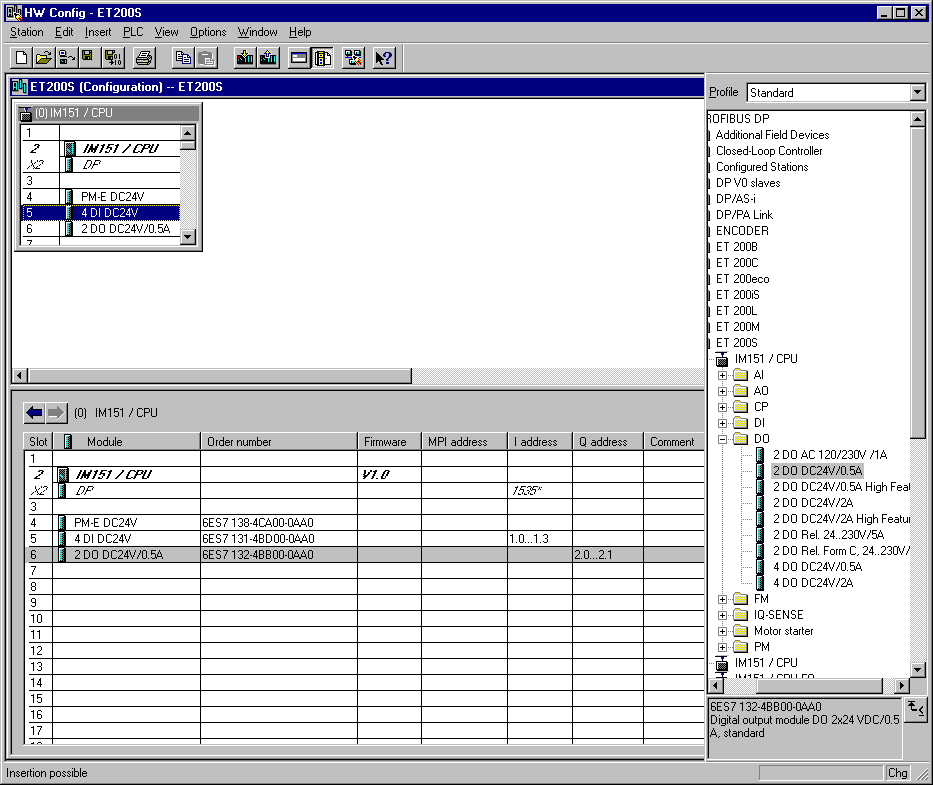 HW Config - ET200S
Station Edit Insert PLC View Options Window Help
ET200S (Configuration) -- ET200S
(0) IM151 / CPU
1
2 IM151 / CPU
X2 DP
3
4 PM-E DC24V
5 4 DI DC24V
6 2 DO DC24V/0.5A
7
(0) IM151 / CPU
Slot Module Order number Firmware MPI address I address Q address Comment
1
2 IM151 / CPU V1.0
X2 DP 1535*
3
4 PM-E DC24V 6ES7 138-4CA00-0AA0
5 4 DI DC24V 6ES7 131-4BD00-0AA0 1.0...1.3
6 2 DO DC24V/0.5A 6ES7 132-4BB00-0AA0 2.0...2.1
7
8
9
10
11
12
13
14
15
16
17
18
Profile Standard
ROFIBUS DP
Additional Field Devices
Closed-Loop Controller
Configured Stations
DP V0 slaves
DP/AS-i
DP/PA Link
ENCODER
ET 200B
ET 200C
ET 200eco
ET 200iS
ET 200L
ET 200M
ET 200S
IM151 / CPU
AI
AO
CP
DI
DO
2 DO AC 120/230V /1A
2 DO DC24V/0.5A
2 DO DC24V/0.5A High Feat
2 DO DC24V/2A
2 DO DC24V/2A High Featur
2 DO Rel. 24..230V/5A
2 DO Rel. Form C, 24..230V/
4 DO DC24V/0.5A
4 DO DC24V/2A
FM
IQ-SENSE
Motor starter
PM
IM151 / CPU
IM151 / CPU FO
6ES7 132-4BB00-0AA0
Digital output module DO 2x24 VDC/0.5
A, standard
Insertion possible Chg